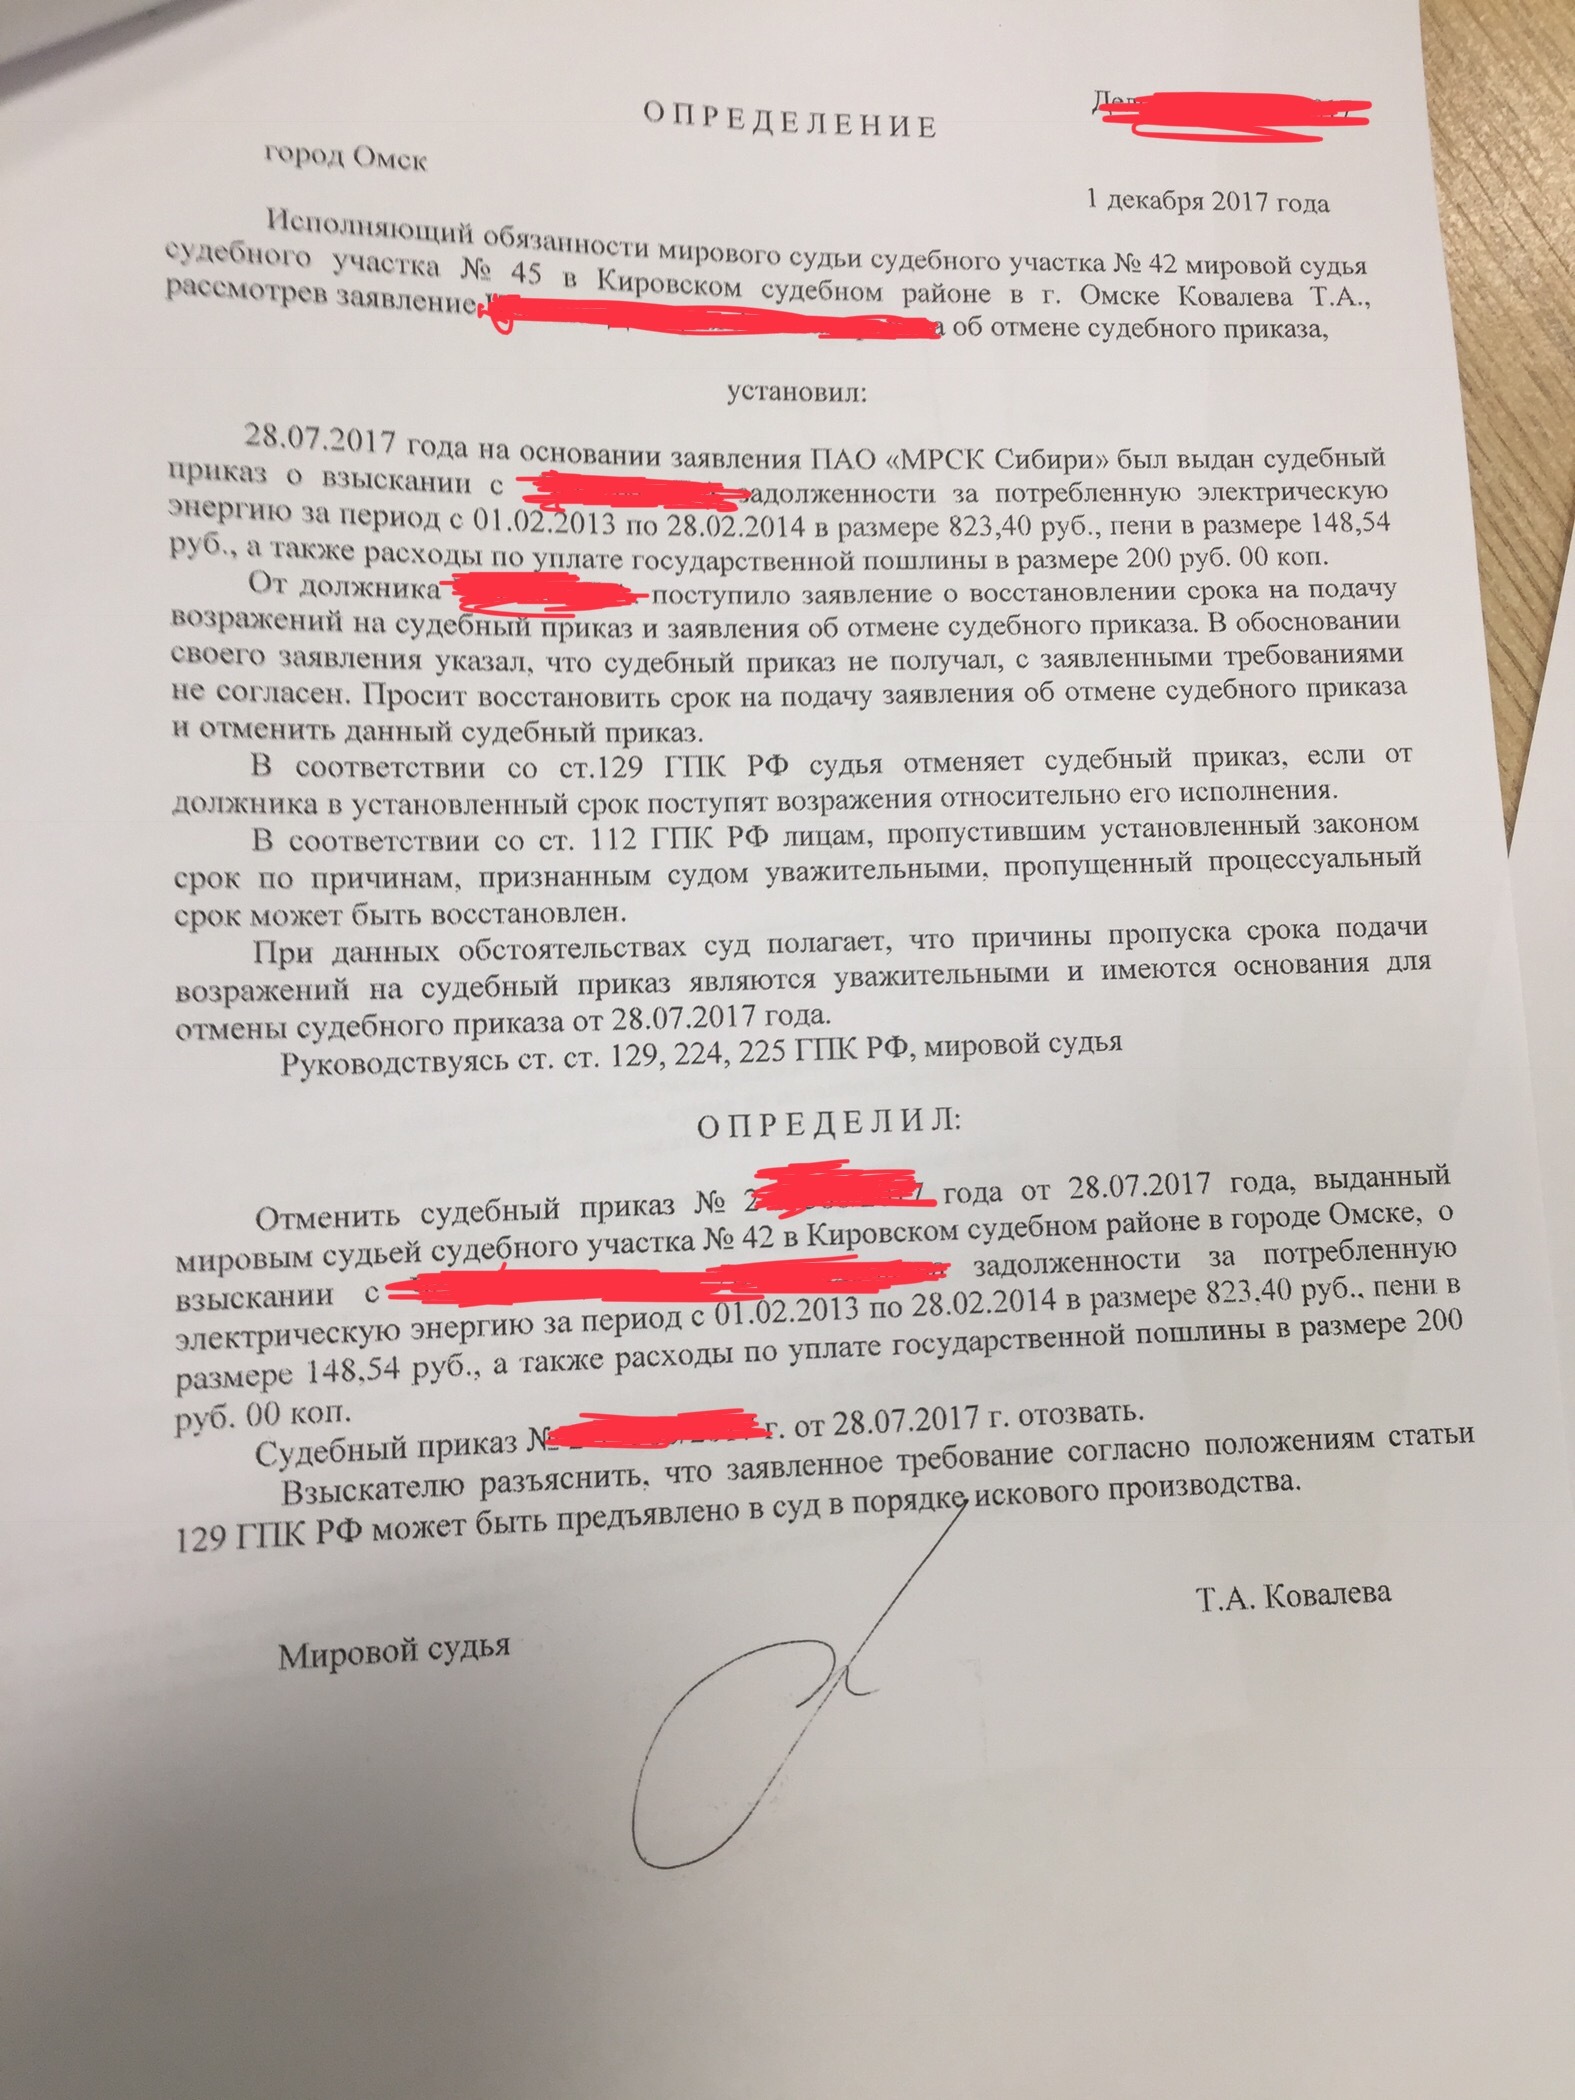 ОПРЕДЕЛЕНИЕ
город Омск
1 декабря 2017 года
Исполняющий обязанности мирового судьи судебного участка № 42 мировой судья
судебного участка № 45 в Кировском судебном районе в г. Омске Ковалева Т.А.,
рассмотрев заявление об отмене судебного приказа,
установил:
28.07.2017 года на основании заявления ПАО «МРСК Сибири» был выдан судебный
приказ о взыскании с задолженности за потребленную электрическую
энергию за период с 01.02.2013 по 28.02.2014 в размере 823,40 руб., пени в размере 148,54
руб., а также расходы по уплате государственной пошлины в размере 200 руб. 00 коп.
От должника поступило заявление о восстановлении срока на подачу
возражений на судебный приказ и заявления об отмене судебного приказа. В обосновании
своего заявления указал, что судебный приказ не получал, с заявленными требованиями
не согласен. Просит восстановить срок на подачу заявления об отмене судебного приказа
и отменить данный судебный приказ.
В соответствии со ст.129 ГПК РФ судья отменяет судебный приказ, если от
должника в установленный срок поступят возражения относительно его исполнения.
В соответствии со ст. 112 ГПК РФ лицам, пропустившим установленный законом
срок по причинам, признанным судом уважительными, пропущенный процессуальный
срок может быть восстановлен.
При данных обстоятельствах суд полагает, что причины пропуска срока подачи
возражений на судебный приказ являются уважительными и имеются основания для
отмены судебного приказа от 28.07.2017 года.
Руководствуясь ст. ст. 129, 224, 225 ГПК РФ, мировой судья
ОПРЕДЕЛИЛ:
Отменить судебный приказ № года от 28.07.2017 года, выданный
мировым судьей судебного участка № 42 в Кировском судебном районе в городе Омске, о
взыскании с задолженности за потребленную
электрическую энергию за период с 01.02.2013 по 28.02.2014 в размере 823,40 руб., пени в
размере 148,54 руб., а также расходы по уплате государственной пошлины в размере 200
руб. 00 коп.
Судебный приказ № г. от 28.07.2017 г. отозвать.
Взыскателю разъяснить, что заявленное требование согласно положениям статьи
129 ГПК РФ может быть предъявлено в суд в порядке искового производства.
Мировой судья
Т.А. Ковалева